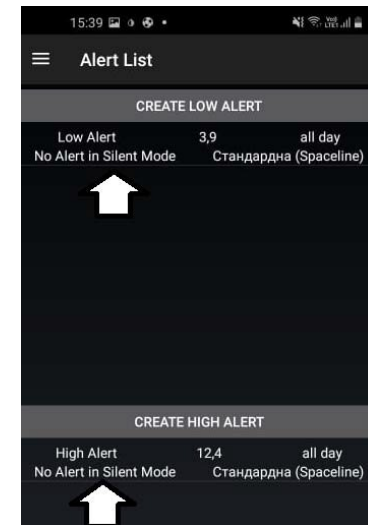 15:39
Alert List
CREATE LOW ALERT
Low Alert 3,9 all day
No Alert in Silent Mode Стандардна (Spaceline)
CREATE HIGH ALERT
High Alert 12,4 all day
No Alert in Silent Mode Стандардна (Spaceline)